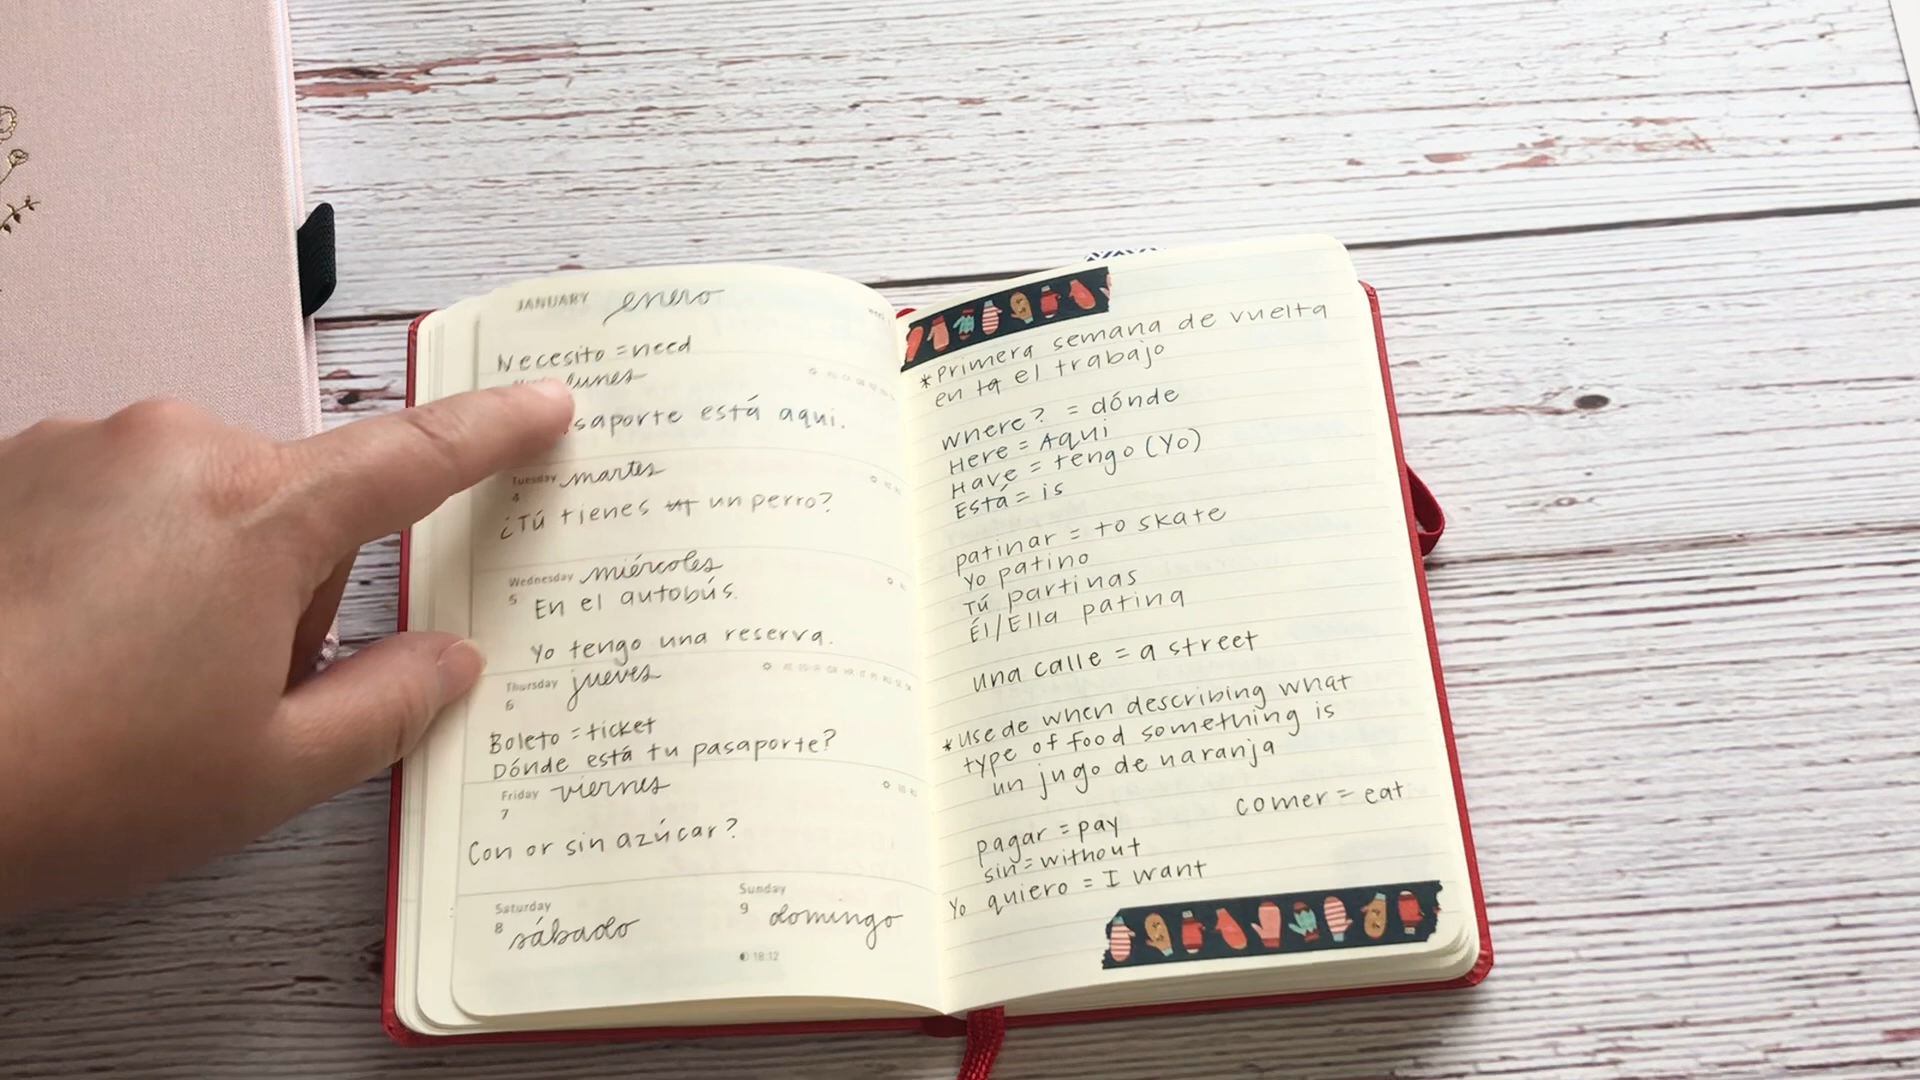 JANUARY enero
Necesito = need
lunes
está aqui.
Tuesday martes
4
¿Tú tienes un perro?
Wednesday miércoles
5 En el autobús.
Yo tengo una reserva.
Thursday jueves
6
Boleto = ticket
Dónde está tu pasaporte?
Friday viernes
7
Con or sin azúcar?
Saturday
8 sábado
Sunday
9 domingo
18:12
*Primera semana de vuelta
en la el trabajo
where? = dónde
Here = Aqui
Have = tengo (Yo)
Está = is
patinar = to skate
Yo patino
Tú partinas
Él/Ella patina
una calle = a street
*use de when describing what
type of food something is
un jugo de naranja
comer = eat
pagar = pay
sin = without
Yo quiero = I want